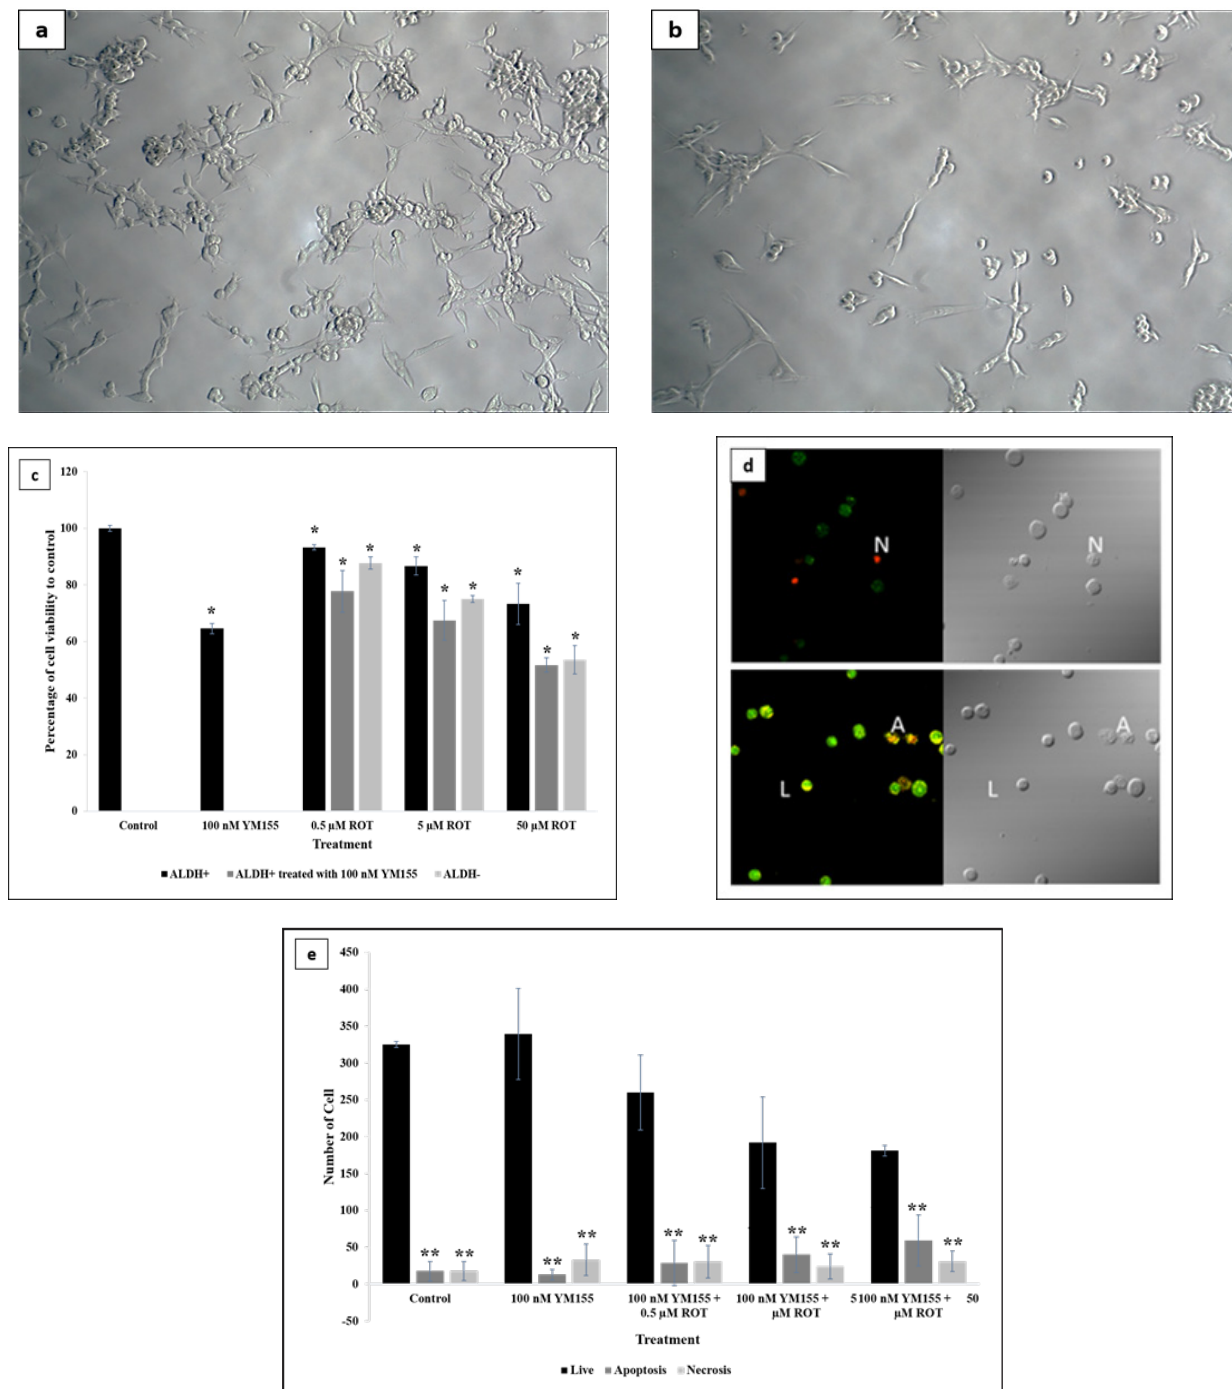 a
b
c
120
100
80
60
40
20
0
Percentage of cell viability to control
*
*
*
*
*
*
*
*
*
*
Control
100 nM YM155
0.5 µM ROT
5 µM ROT
50 µM ROT
Treatment
ALDH+
ALDH+ treated with 100 nM YM155
ALDH-
d
N
N
A
A
L
L
e
450
400
350
300
250
200
150
100
50
0
-50
Number of Cell
** **
** **
** **
** **
** **
Control
100 nM YM155
100 nM YM155 +
0.5 µM ROT
100 nM YM155 + 5
µM ROT
100 nM YM155 + 50
µM ROT
Treatment
Live
Apoptosis
Necrosis